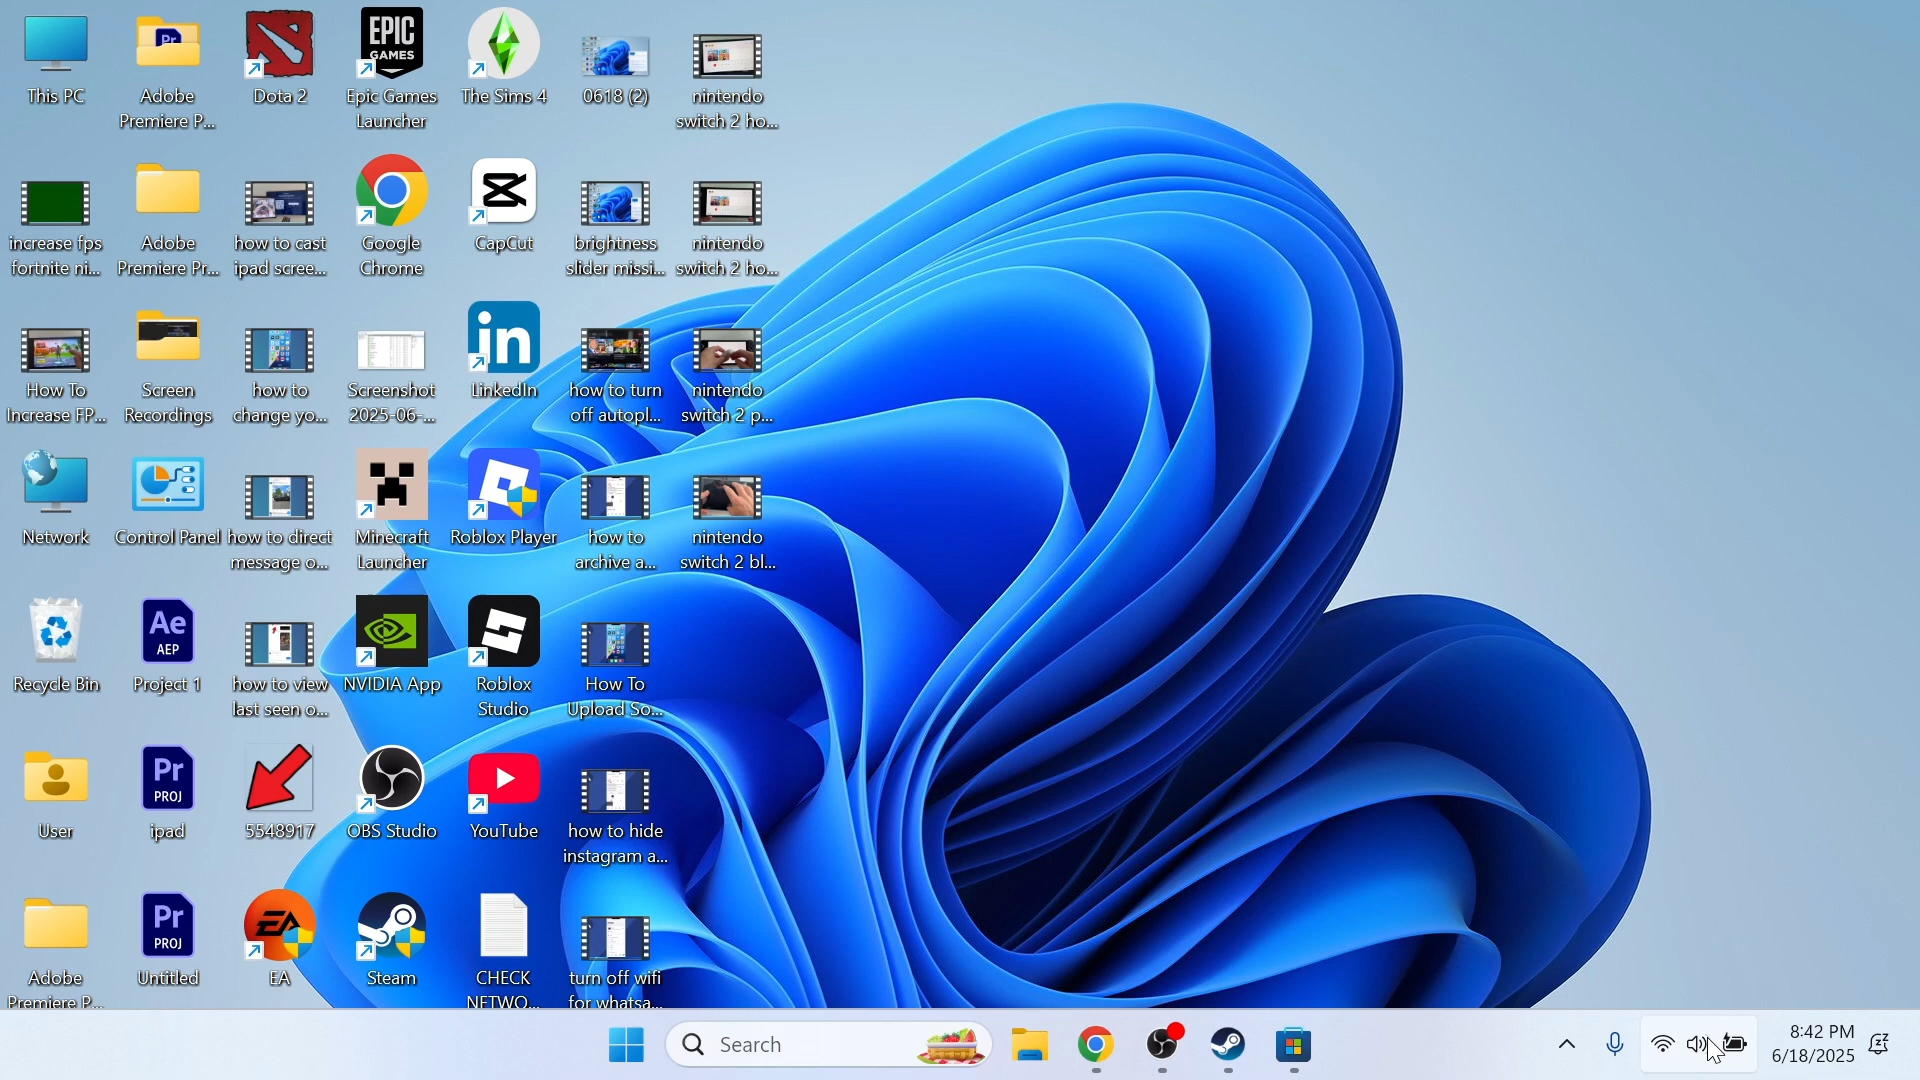 This PC
Adobe
Premiere P...
Dota 2
EPIC
GAMES
Epic Games
Launcher
The Sims 4
0618 (2)
nintendo
switch 2 ho...
increase fps
fortnite ni...
Adobe
Premiere Pr...
how to cast
ipad scree...
Google
Chrome
CapCut
brightness
slider missi...
nintendo
switch 2 ho...
How To
Increase FP...
Screen
Recordings
how to
change yo...
Screenshot
2025-06-...
in
LinkedIn
how to turn
off autopl...
nintendo
switch 2 p...
Network
Control Panel
how to direct
message o...
Minecraft
Launcher
Roblox Player
how to
archive a...
nintendo
switch 2 bl...
Recycle Bin
Ae
AEP
Project 1
how to view
last seen o...
NVIDIA App
Roblox
Studio
How To
Upload So...
User
Pr
PROJ
ipad
5548917
OBS Studio
YouTube
how to hide
instagram a...
Adobe
Premiere P...
Pr
PROJ
Untitled
EA
EA
Steam
CHECK
NETWO...
turn off wifi
for whatsa...
Search
8:42 PM
6/18/2025